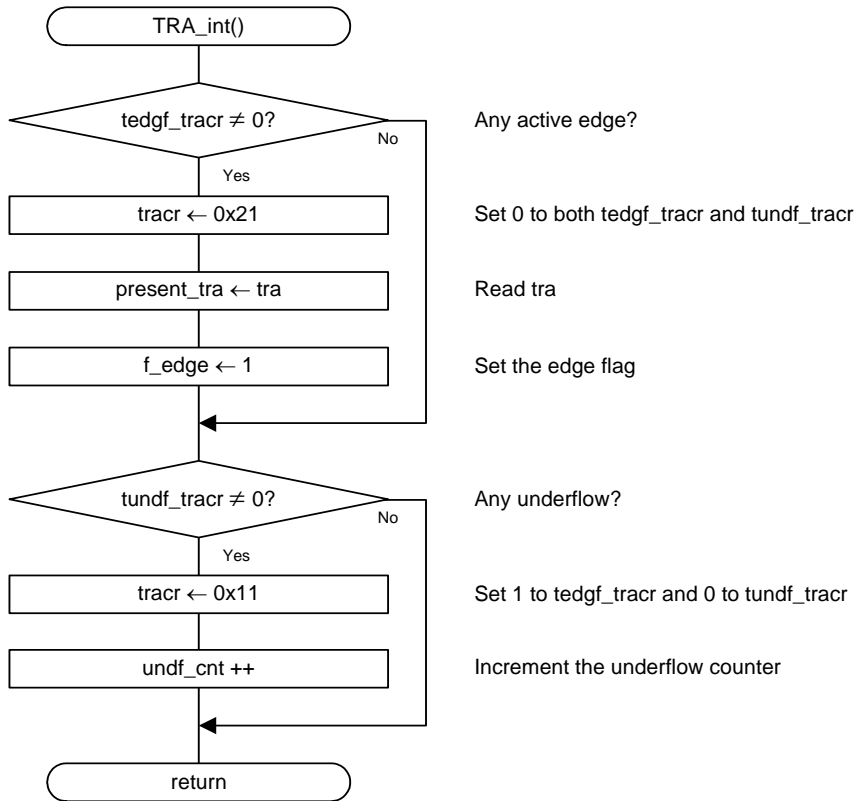 TRA_int()
tedgf_tracr ≠ 0?
Any active edge?
No
Yes
tracr ← 0x21
Set 0 to both tedgf_tracr and tundf_tracr
present_tra ← tra
Read tra
f_edge ← 1
Set the edge flag
tundf_tracr ≠ 0?
Any underflow?
No
Yes
tracr ← 0x11
Set 1 to tedgf_tracr and 0 to tundf_tracr
undf_cnt ++
Increment the underflow counter
return